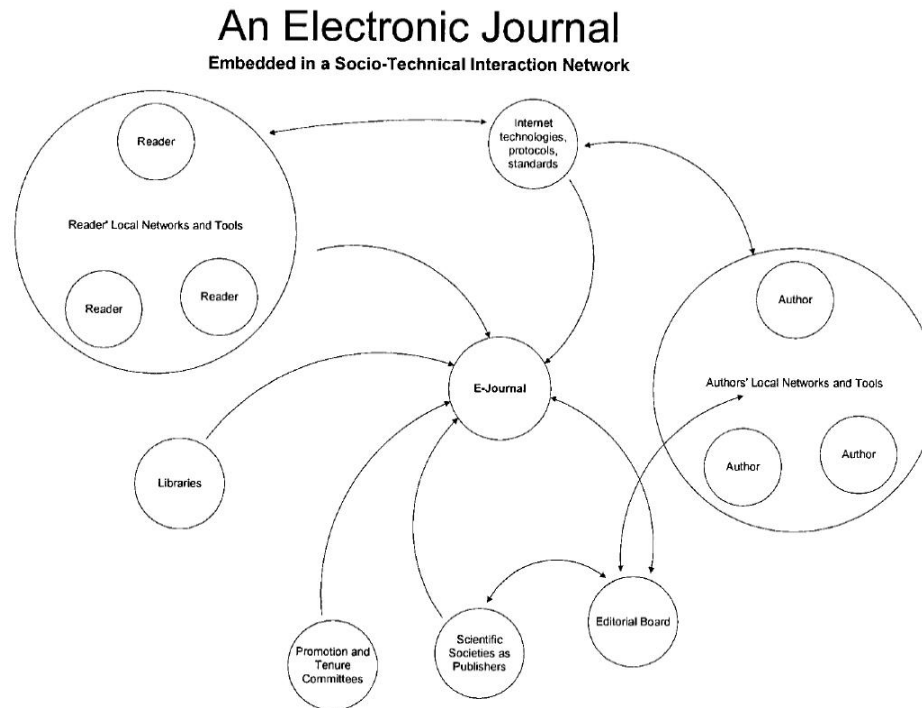 An Electronic Journal
Embedded in a Socio-Technical Interaction Network
Reader
Internet
technologies,
protocols,
standards
Reader' Local Networks and Tools
Reader
Reader
Author
E-Journal
Authors' Local Networks and Tools
Author
Author
Libraries
Editorial Board
Promotion and
Tenure
Committees
Scientific
Societies as
Publishers